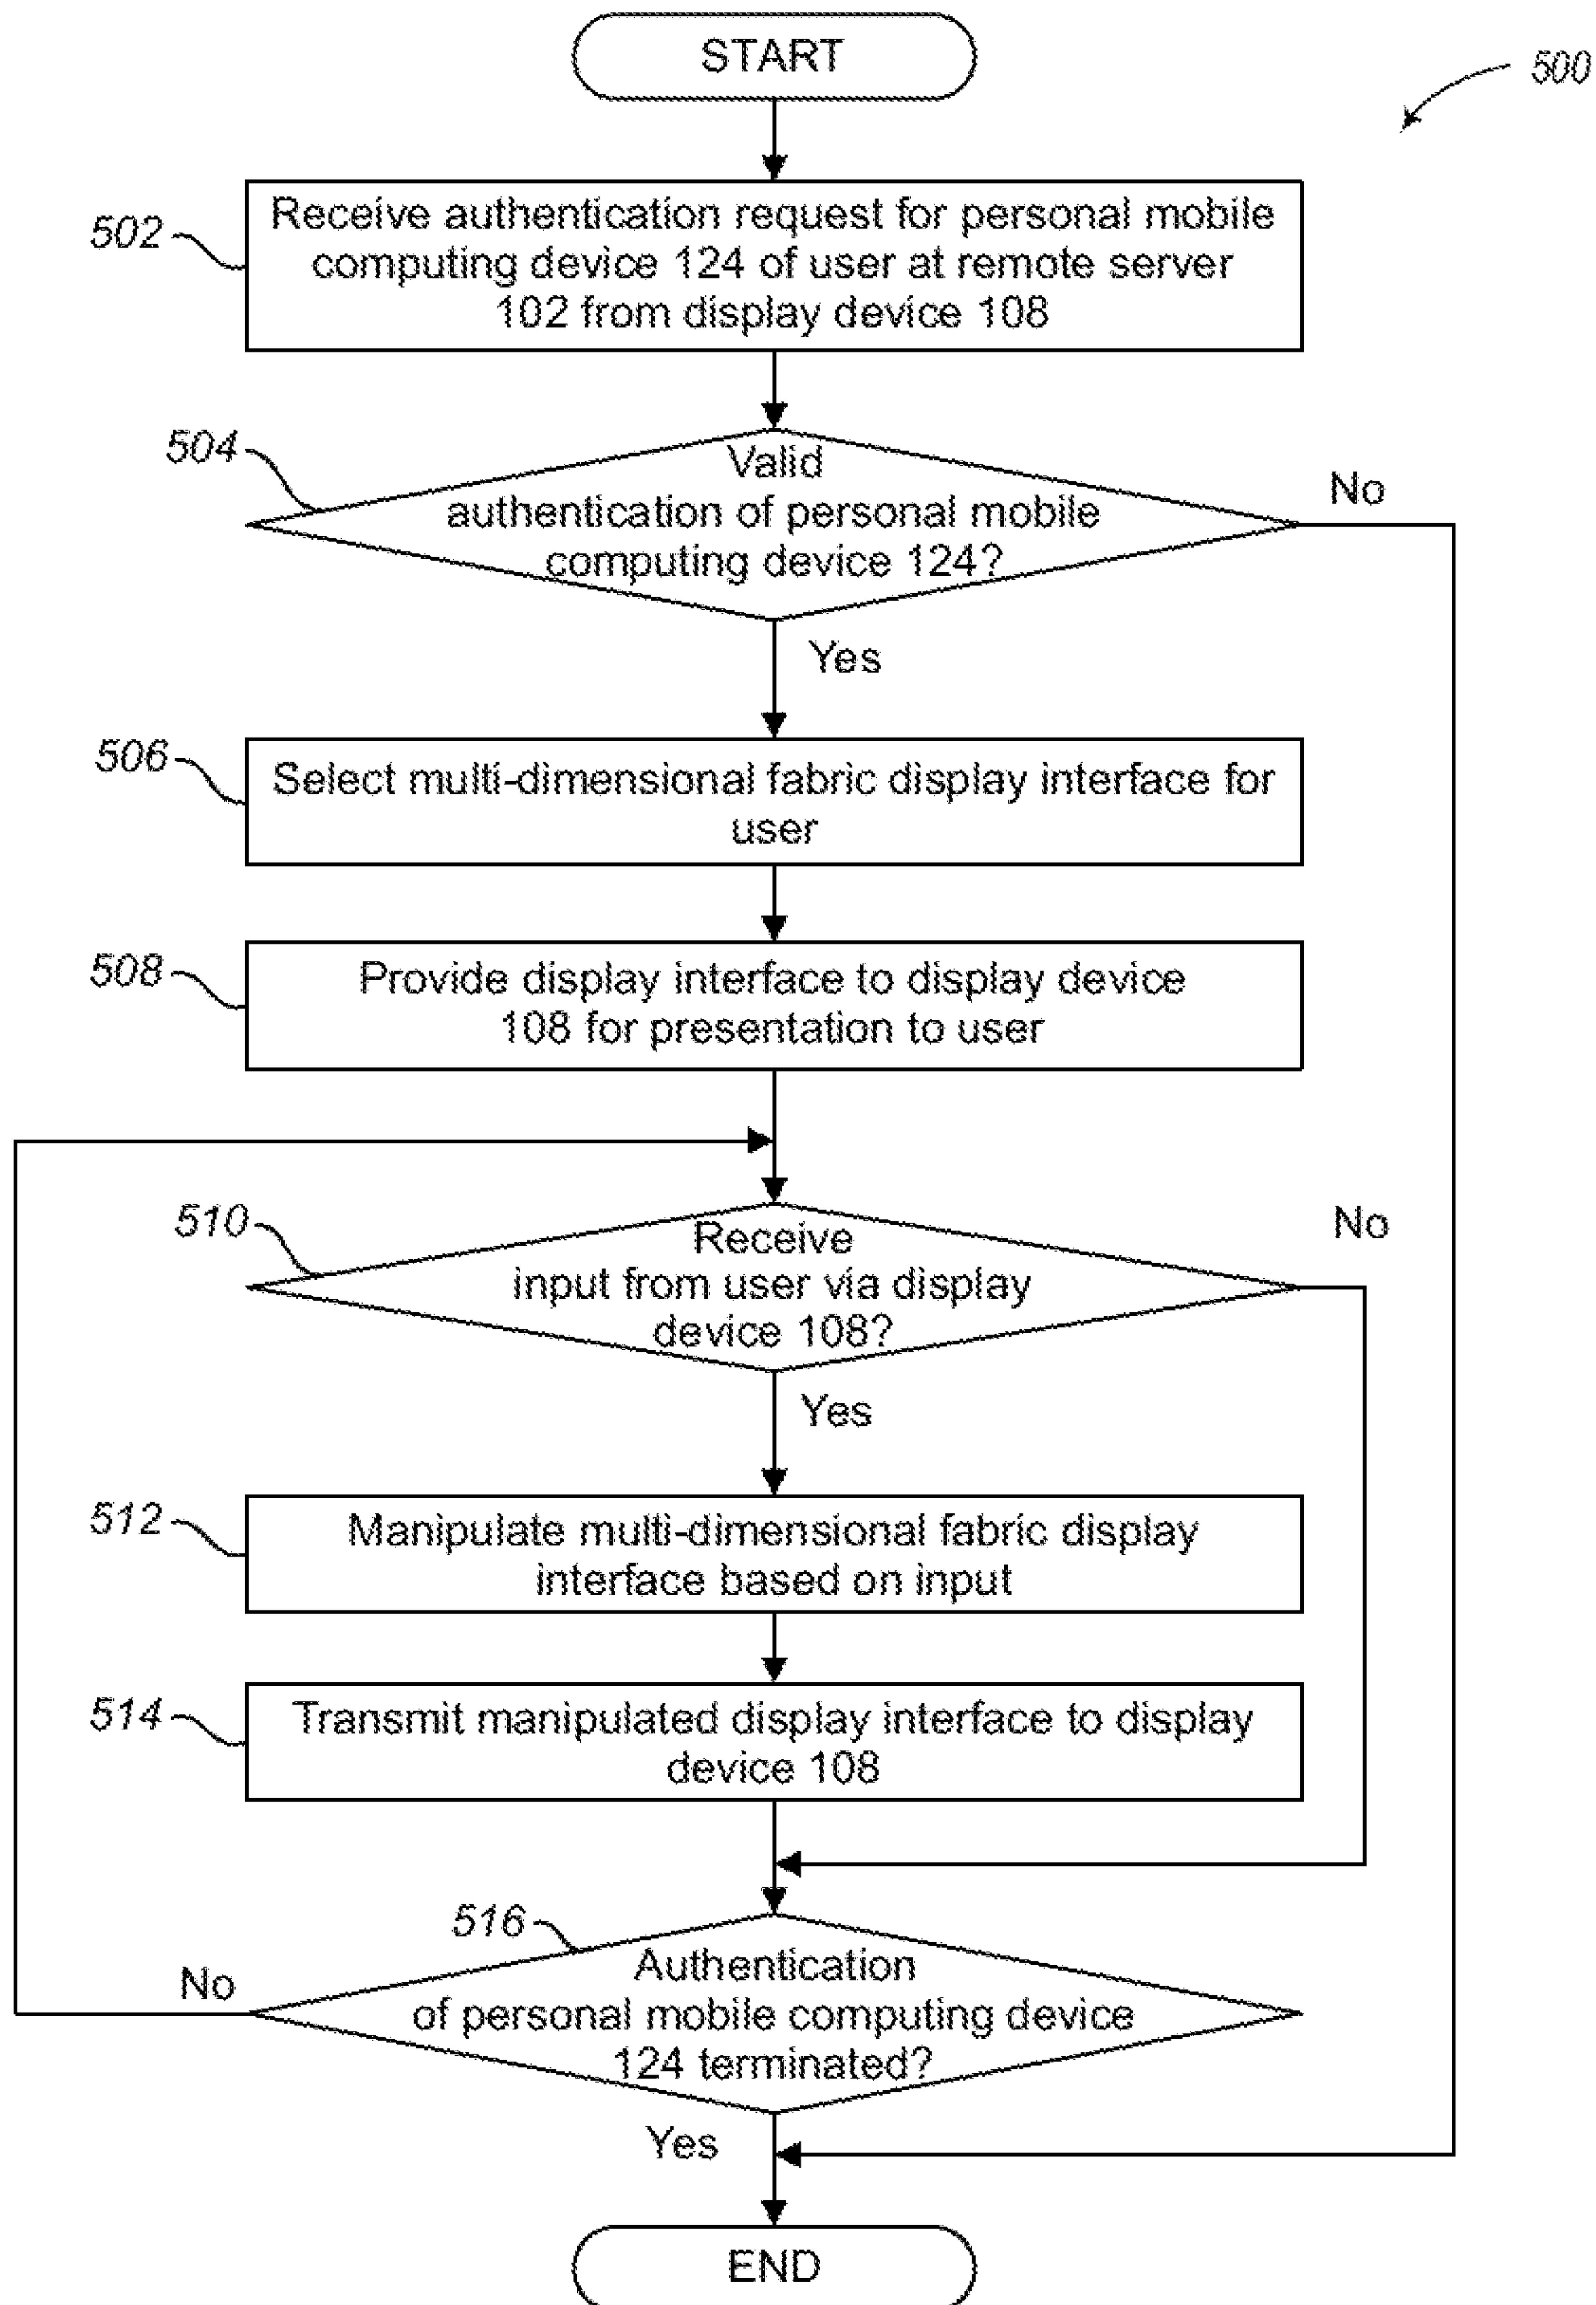 START
500
502
Receive authentication request for personal mobile
computing device 124 of user at remote server
102 from display device 108
504
Valid
authentication of personal mobile
computing device 124?
No
Yes
506
Select multi-dimensional fabric display interface for
user
508
Provide display interface to display device
108 for presentation to user
510
Receive
input from user via display
device 108?
No
Yes
512
Manipulate multi-dimensional fabric display
interface based on input
514
Transmit manipulated display interface to display
device 108
516
Authentication
of personal mobile computing device
124 terminated?
No
Yes
END